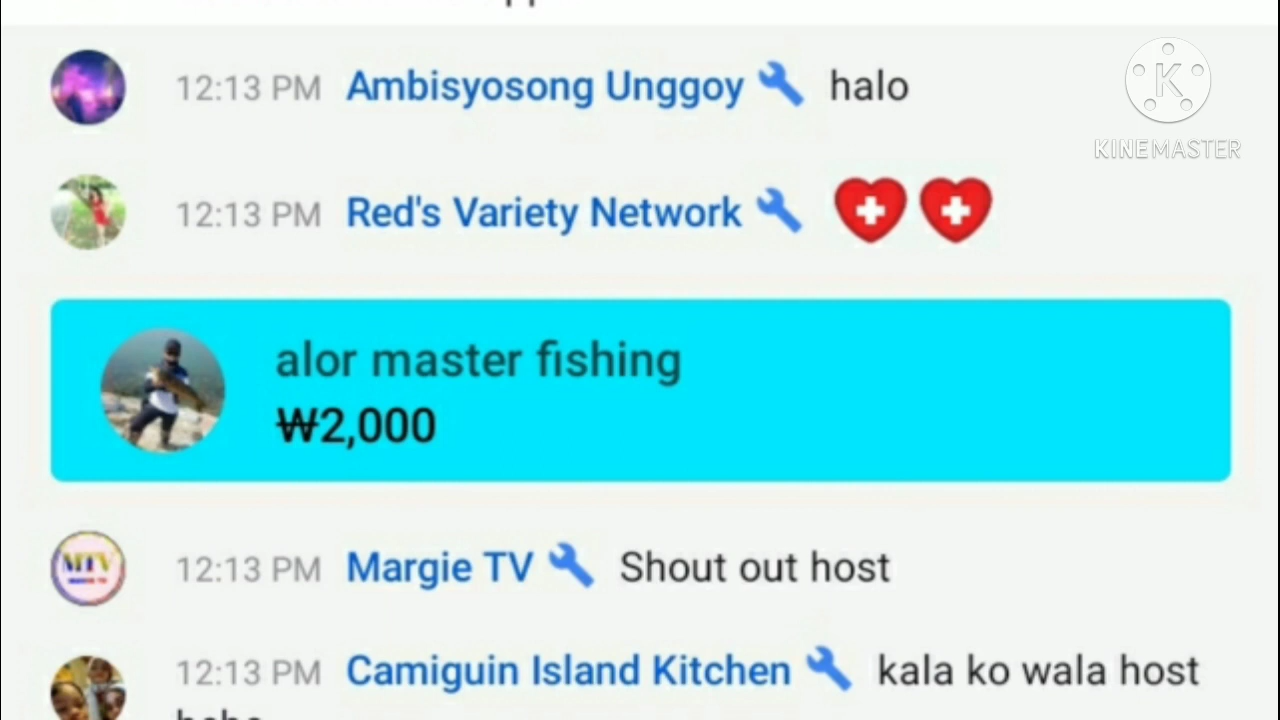 12:13 PM Ambisyosong Unggoy halo
KINEMASTER
12:13 PM Red's Variety Network
alor master fishing
₩2,000
MTV
12:13 PM Margie TV Shout out host
12:13 PM Camiguin Island Kitchen kala ko wala host